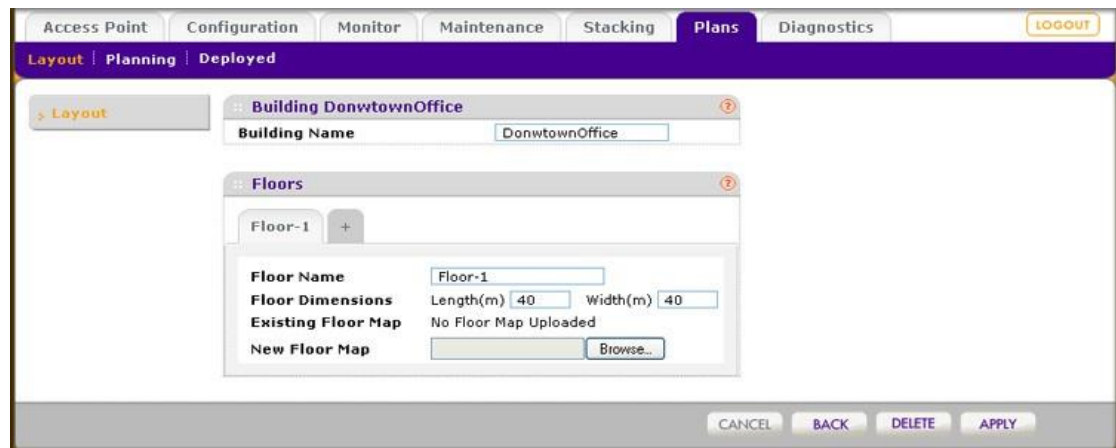 Access Point Configuration Monitor Maintenance Stacking Plans Diagnostics LOGOUT
Layout Planning Deployed
Layout
Building DonwtownOffice ?
Building Name DonwtownOffice
Floors ?
Floor-1 +
Floor Name Floor-1
Floor Dimensions Length(m) 40 Width(m) 40
Existing Floor Map No Floor Map Uploaded
New Floor Map Browse...
CANCEL BACK DELETE APPLY